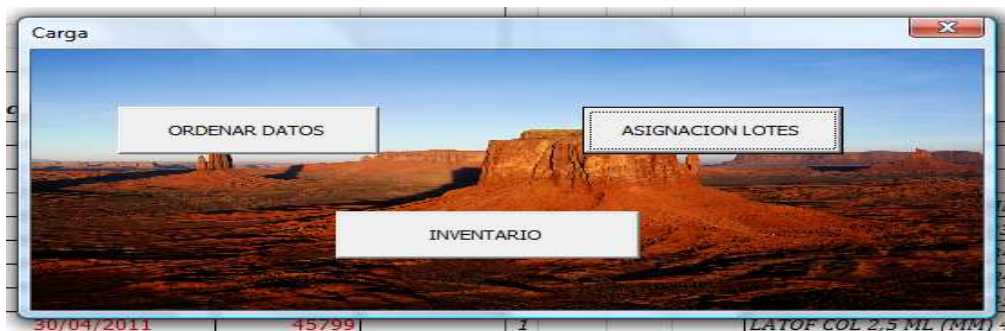 Carga
ORDENAR DATOS
ASIGNACION LOTES
INVENTARIO
30/04/2011 45799 1 LATOF COL 2,5 ML (MM)